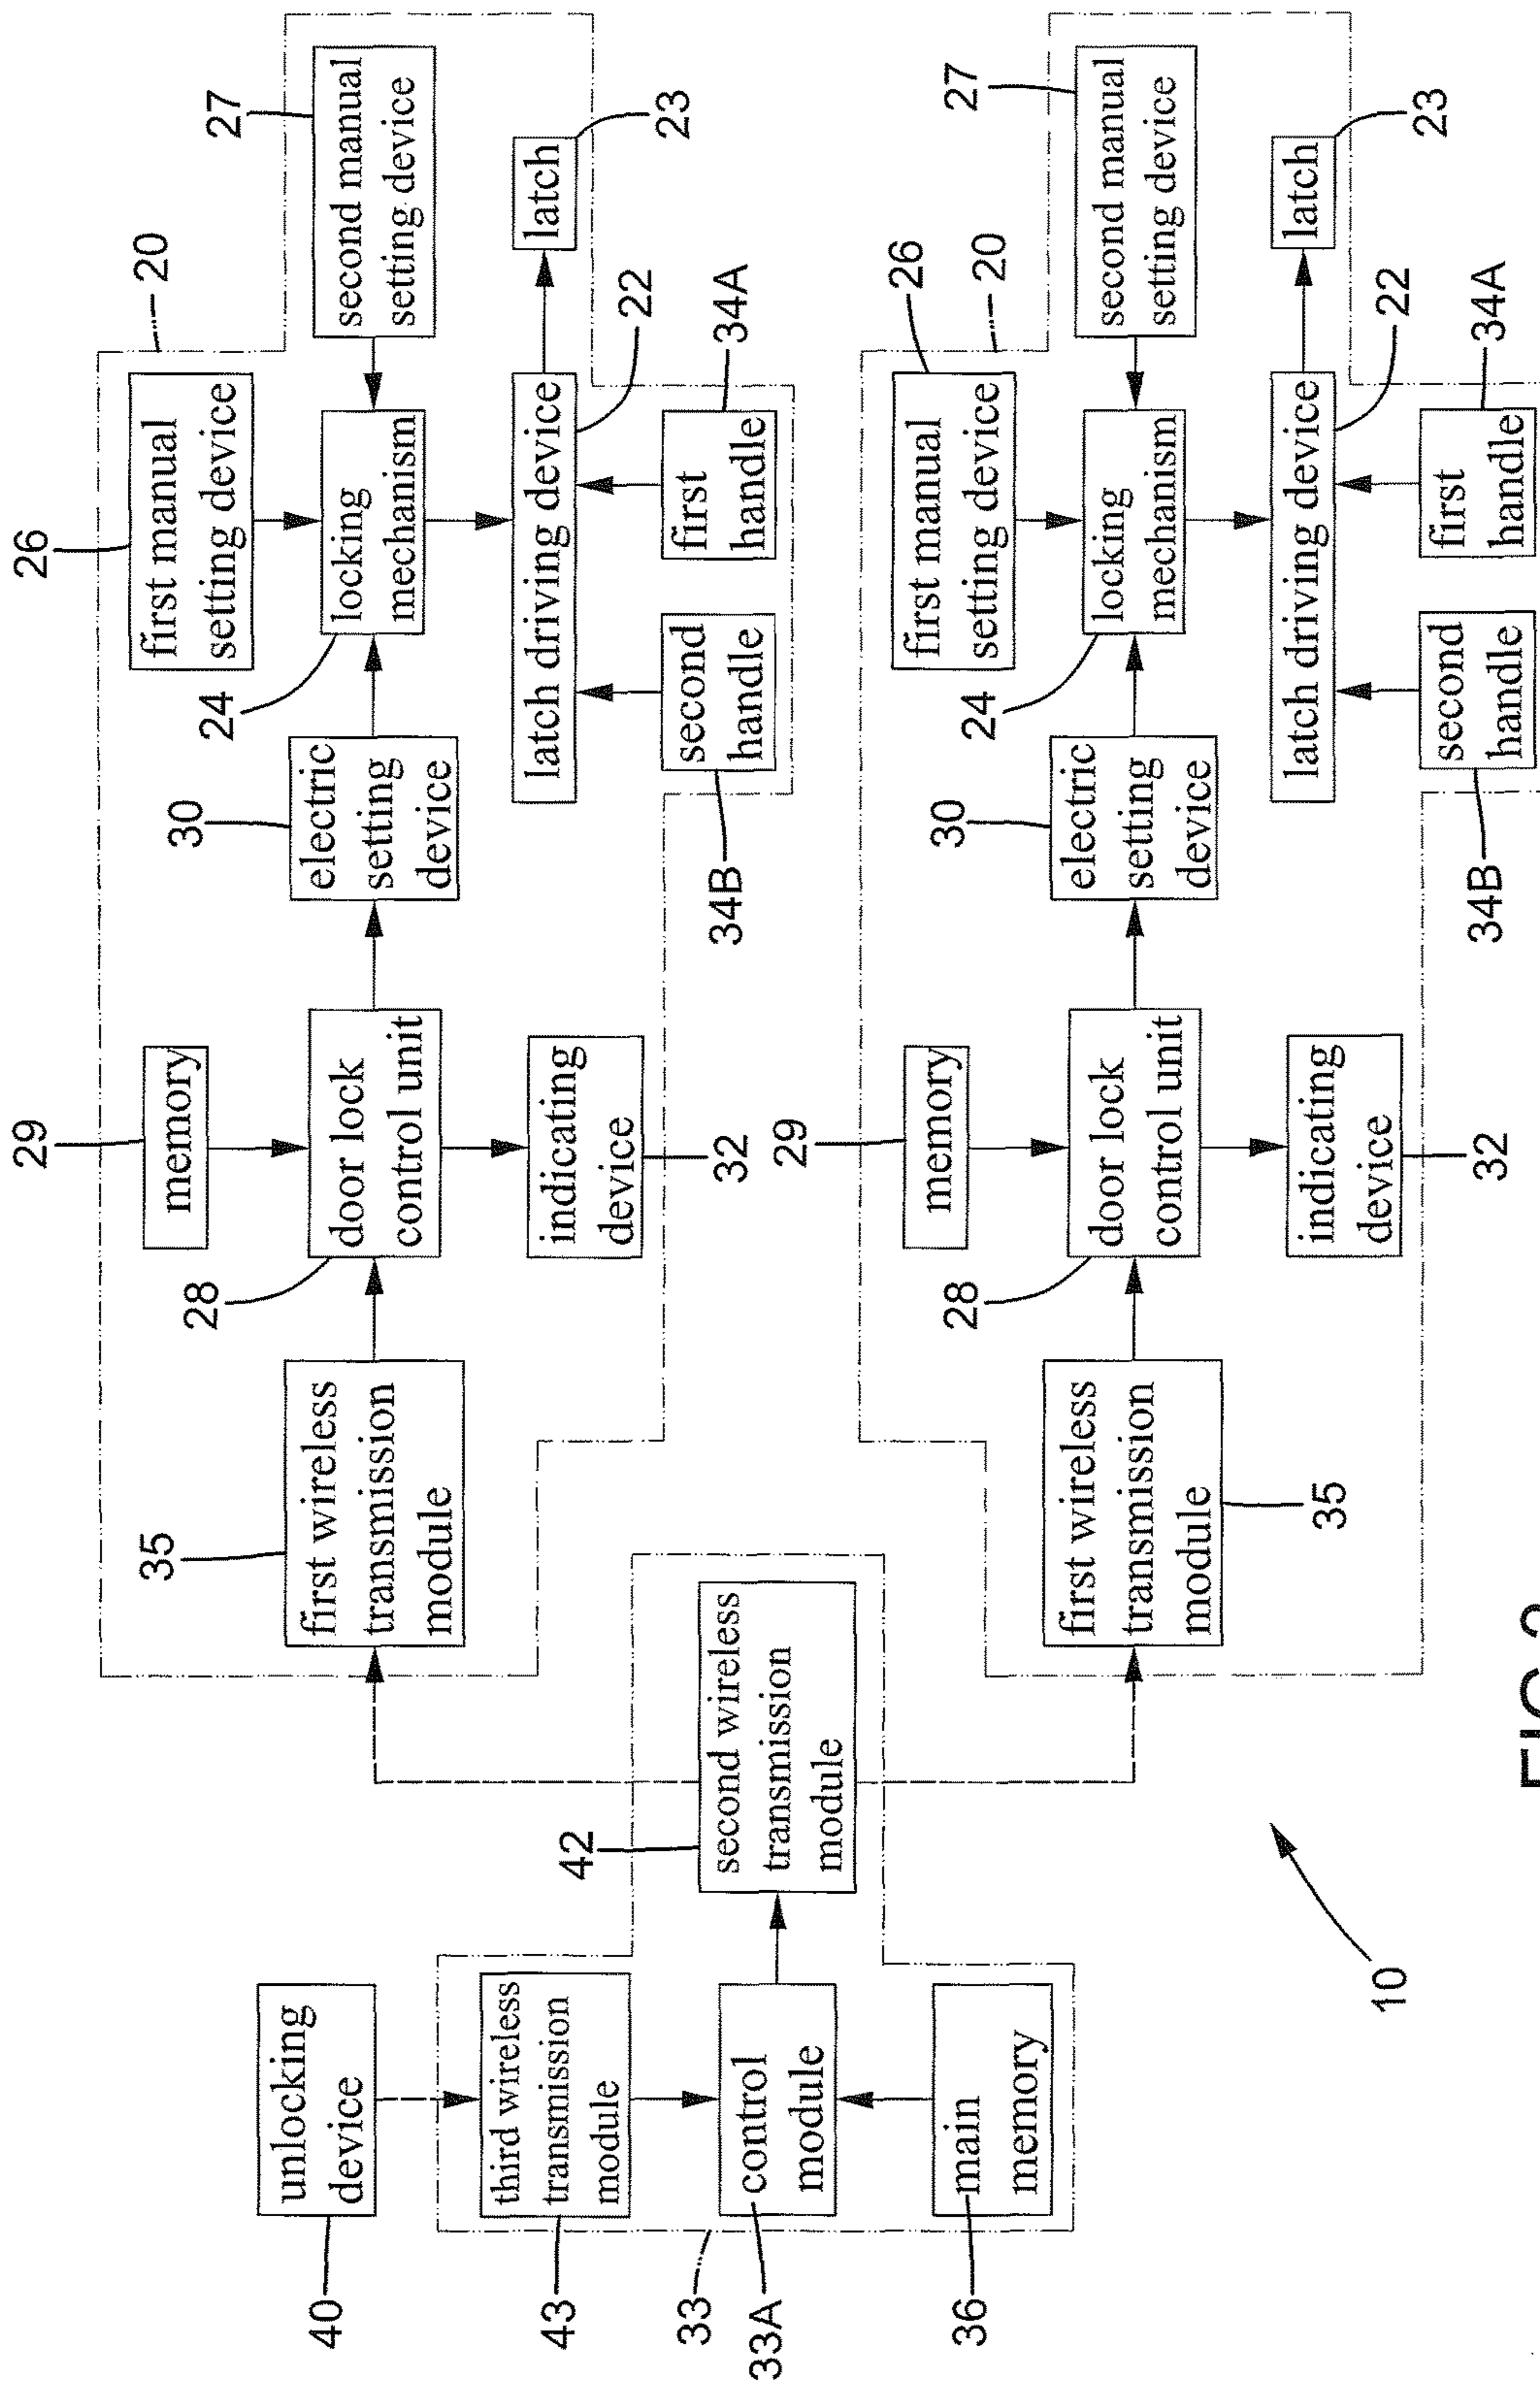 26
first manual
setting device
20
27
second manual
setting device
24
locking
mechanism
30
electric
setting
device
latch driving device
22
latch
23
first
handle
34A
second
handle
34B
29
memory
28
door lock
control unit
indicating
device
32
35
first wireless
transmission
module
40
unlocking
device
43
third wireless
transmission
module
33
33A
control
module
36
main
memory
42
second wireless
transmission
module
26
first manual
setting device
20
27
second manual
setting device
24
locking
mechanism
30
electric
setting
device
latch driving device
22
latch
23
first
handle
34A
second
handle
34B
29
memory
28
door lock
control unit
indicating
device
32
first wireless
transmission
module
35
10
FIG